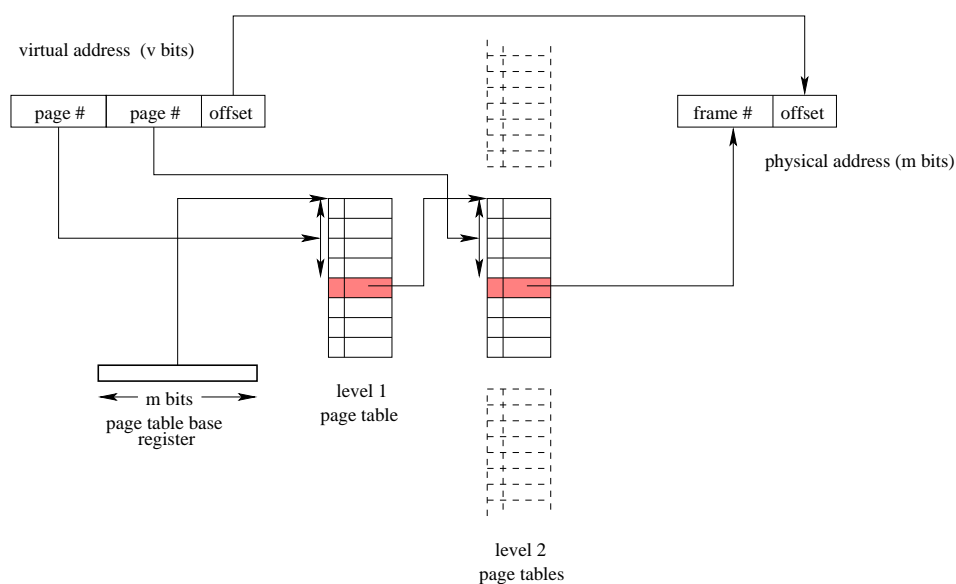 virtual address (v bits)
page # page # offset
frame # offset
physical address (m bits)
m bits
page table base
register
level 1
page table
level 2
page tables